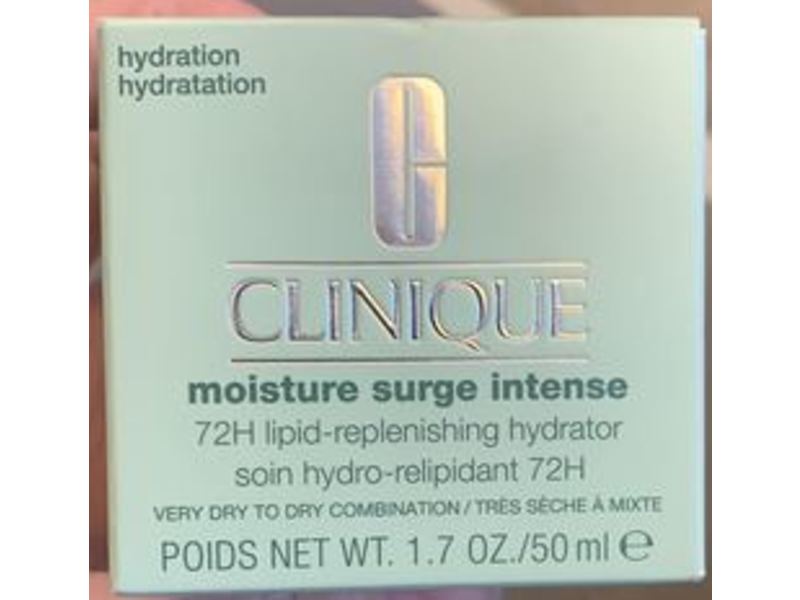 hydration
hydratation
C
CLINIQUE
moisture surge intense
72H lipid-replenishing hydrator
soin hydro-relipidant 72H
VERY DRY TO DRY COMBINATION / TRÈS SÈCHE À MIXTE
POIDS NET WT. 1.7 OZ./50 ml ℮